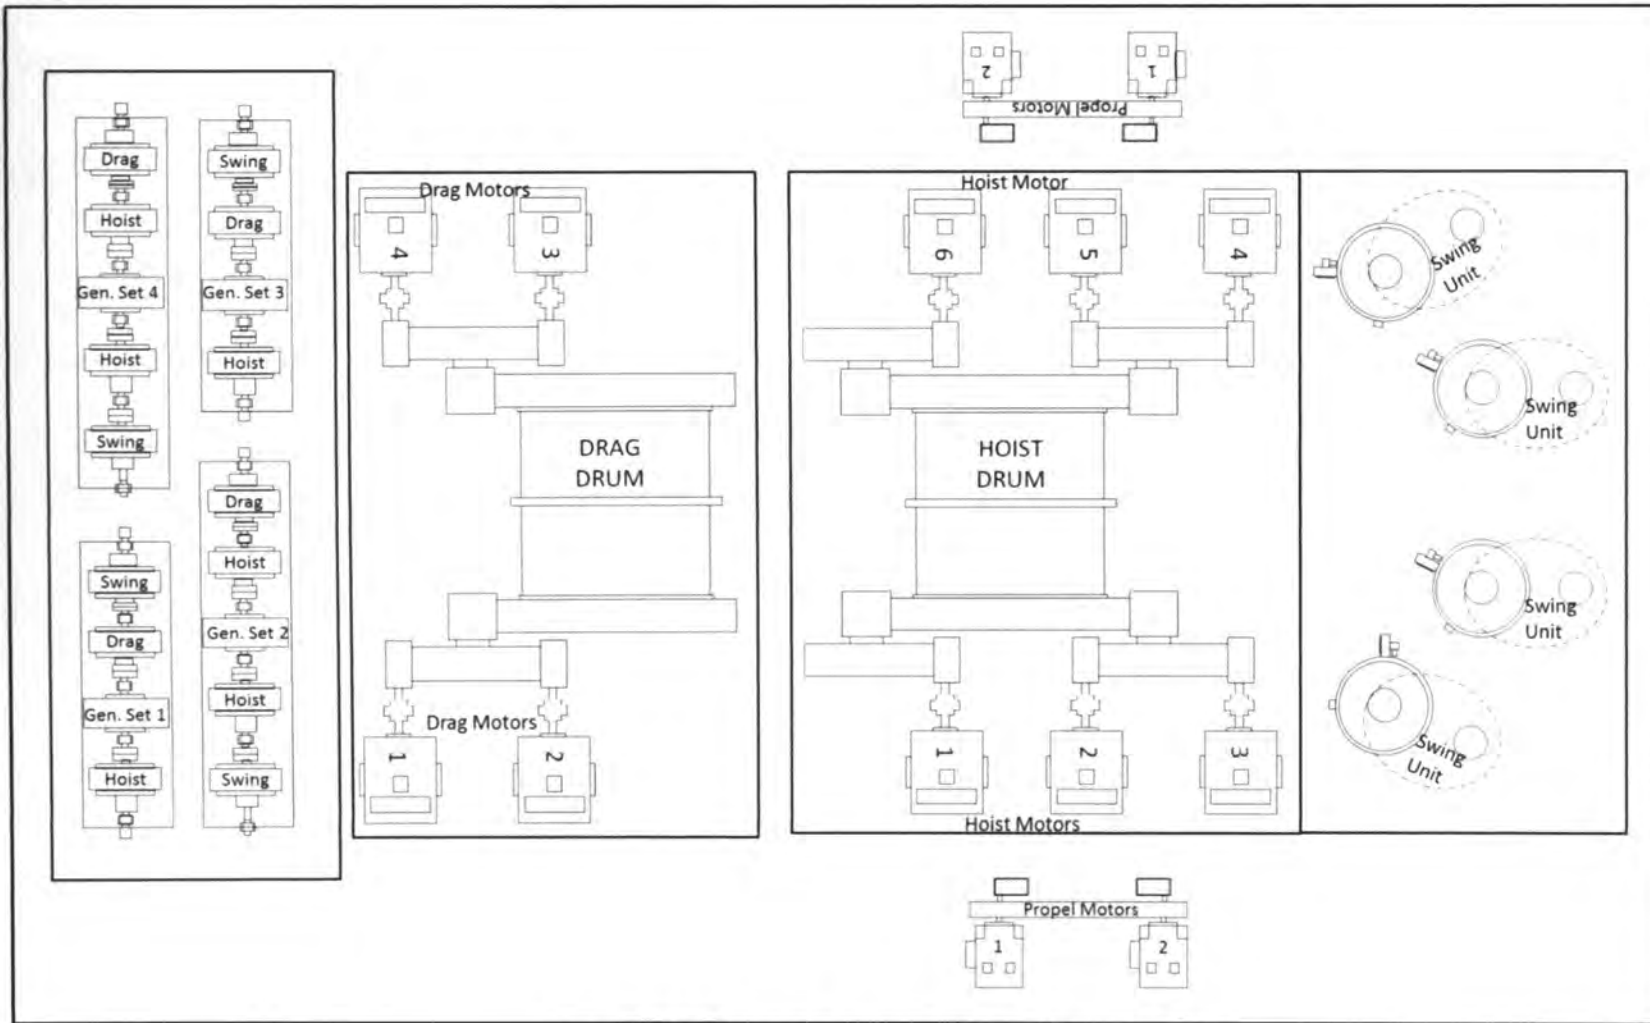 Drag
Hoist
Gen. Set 4
Hoist
Swing
Swing
Drag
Gen. Set 3
Hoist
Swing
Drag
Gen. Set 1
Hoist
Drag
Hoist
Gen. Set 2
Hoist
Swing
Drag Motors
4
3
DRAG
DRUM
Drag Motors
1
2
2
1
Propel Motors
Hoist Motor
6
5
4
HOIST
DRUM
1
2
3
Hoist Motors
Propel Motors
1
2
Swing
Unit
Swing
Unit
Swing
Unit
Swing
Unit